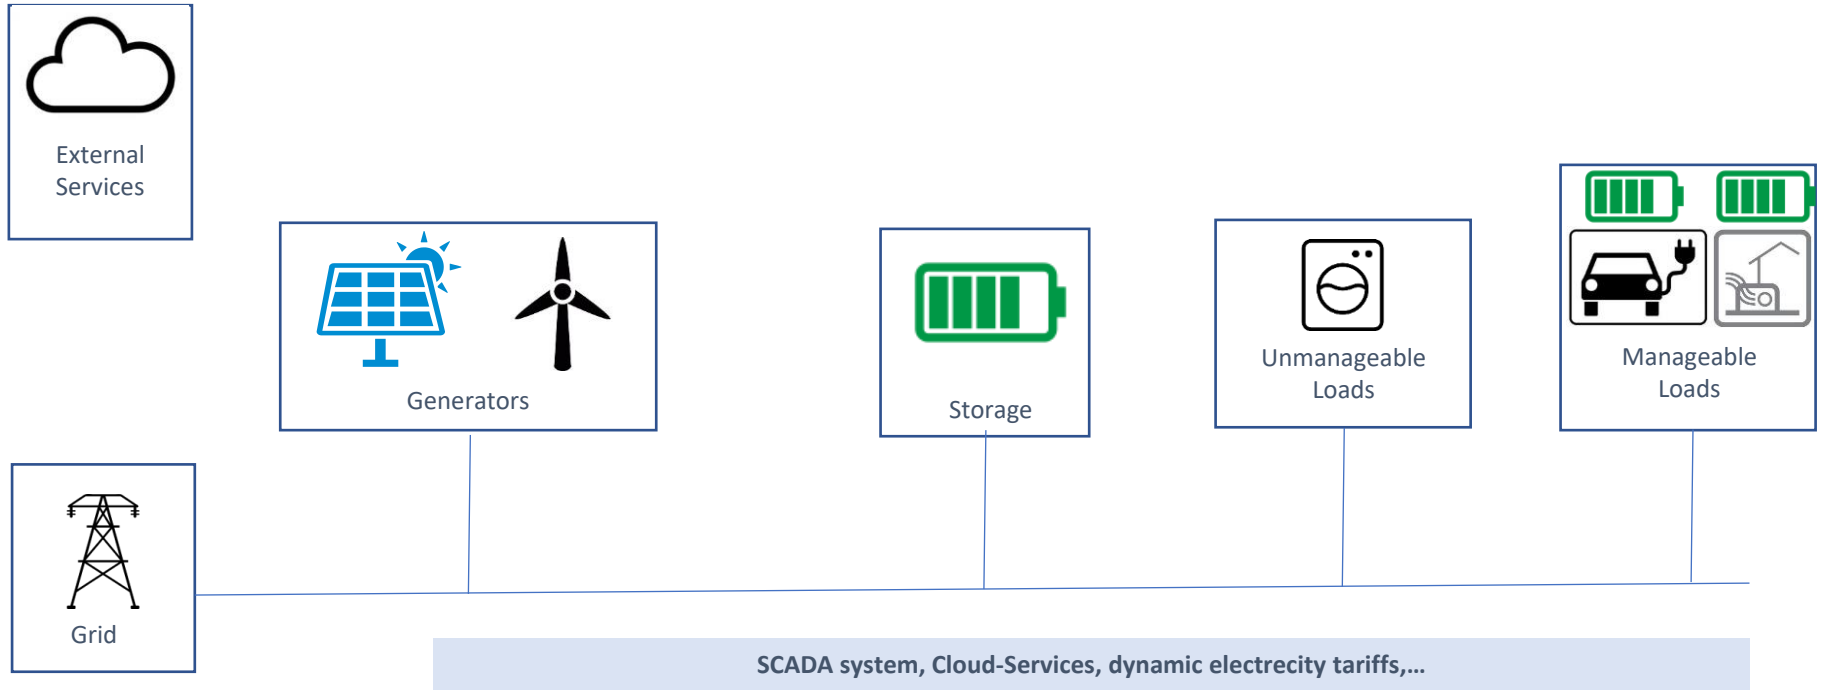 External
Services
Generators
Storage
Unmanageable
Loads
Manageable
Loads
Grid
SCADA system, Cloud-Services, dynamic electrecity tariffs,…